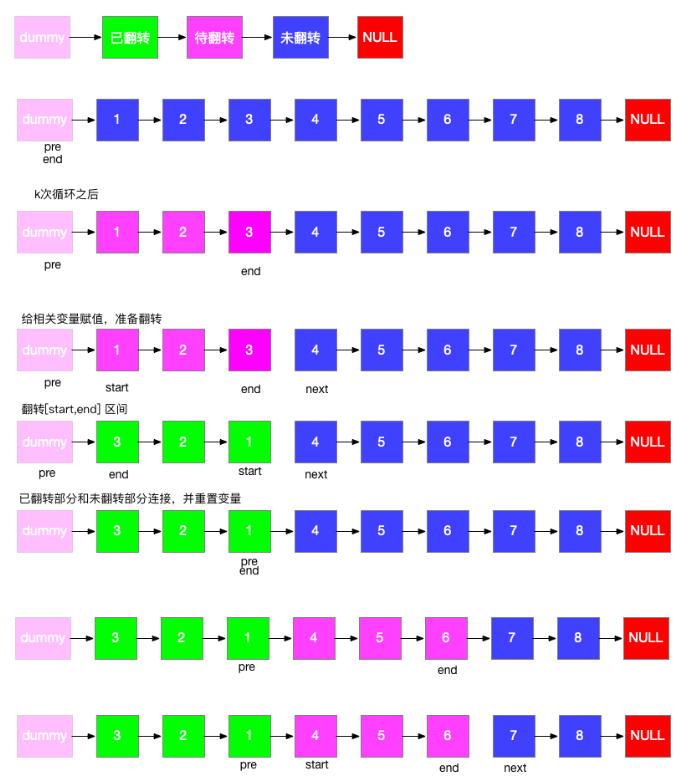 dummy 已翻转 待翻转 未翻转 NULL
dummy 1 2 3 4 5 6 7 8 NULL
pre
end
k次循环之后
dummy 1 2 3 4 5 6 7 8 NULL
pre end
给相关变量赋值，准备翻转
dummy 1 2 3 4 5 6 7 8 NULL
pre start end next
翻转[start,end] 区间
dummy 3 2 1 4 5 6 7 8 NULL
pre end start next
已翻转部分和未翻转部分连接，并重置变量
dummy 3 2 1 4 5 6 7 8 NULL
pre
end
dummy 3 2 1 4 5 6 7 8 NULL
pre end
dummy 3 2 1 4 5 6 7 8 NULL
pre start end next